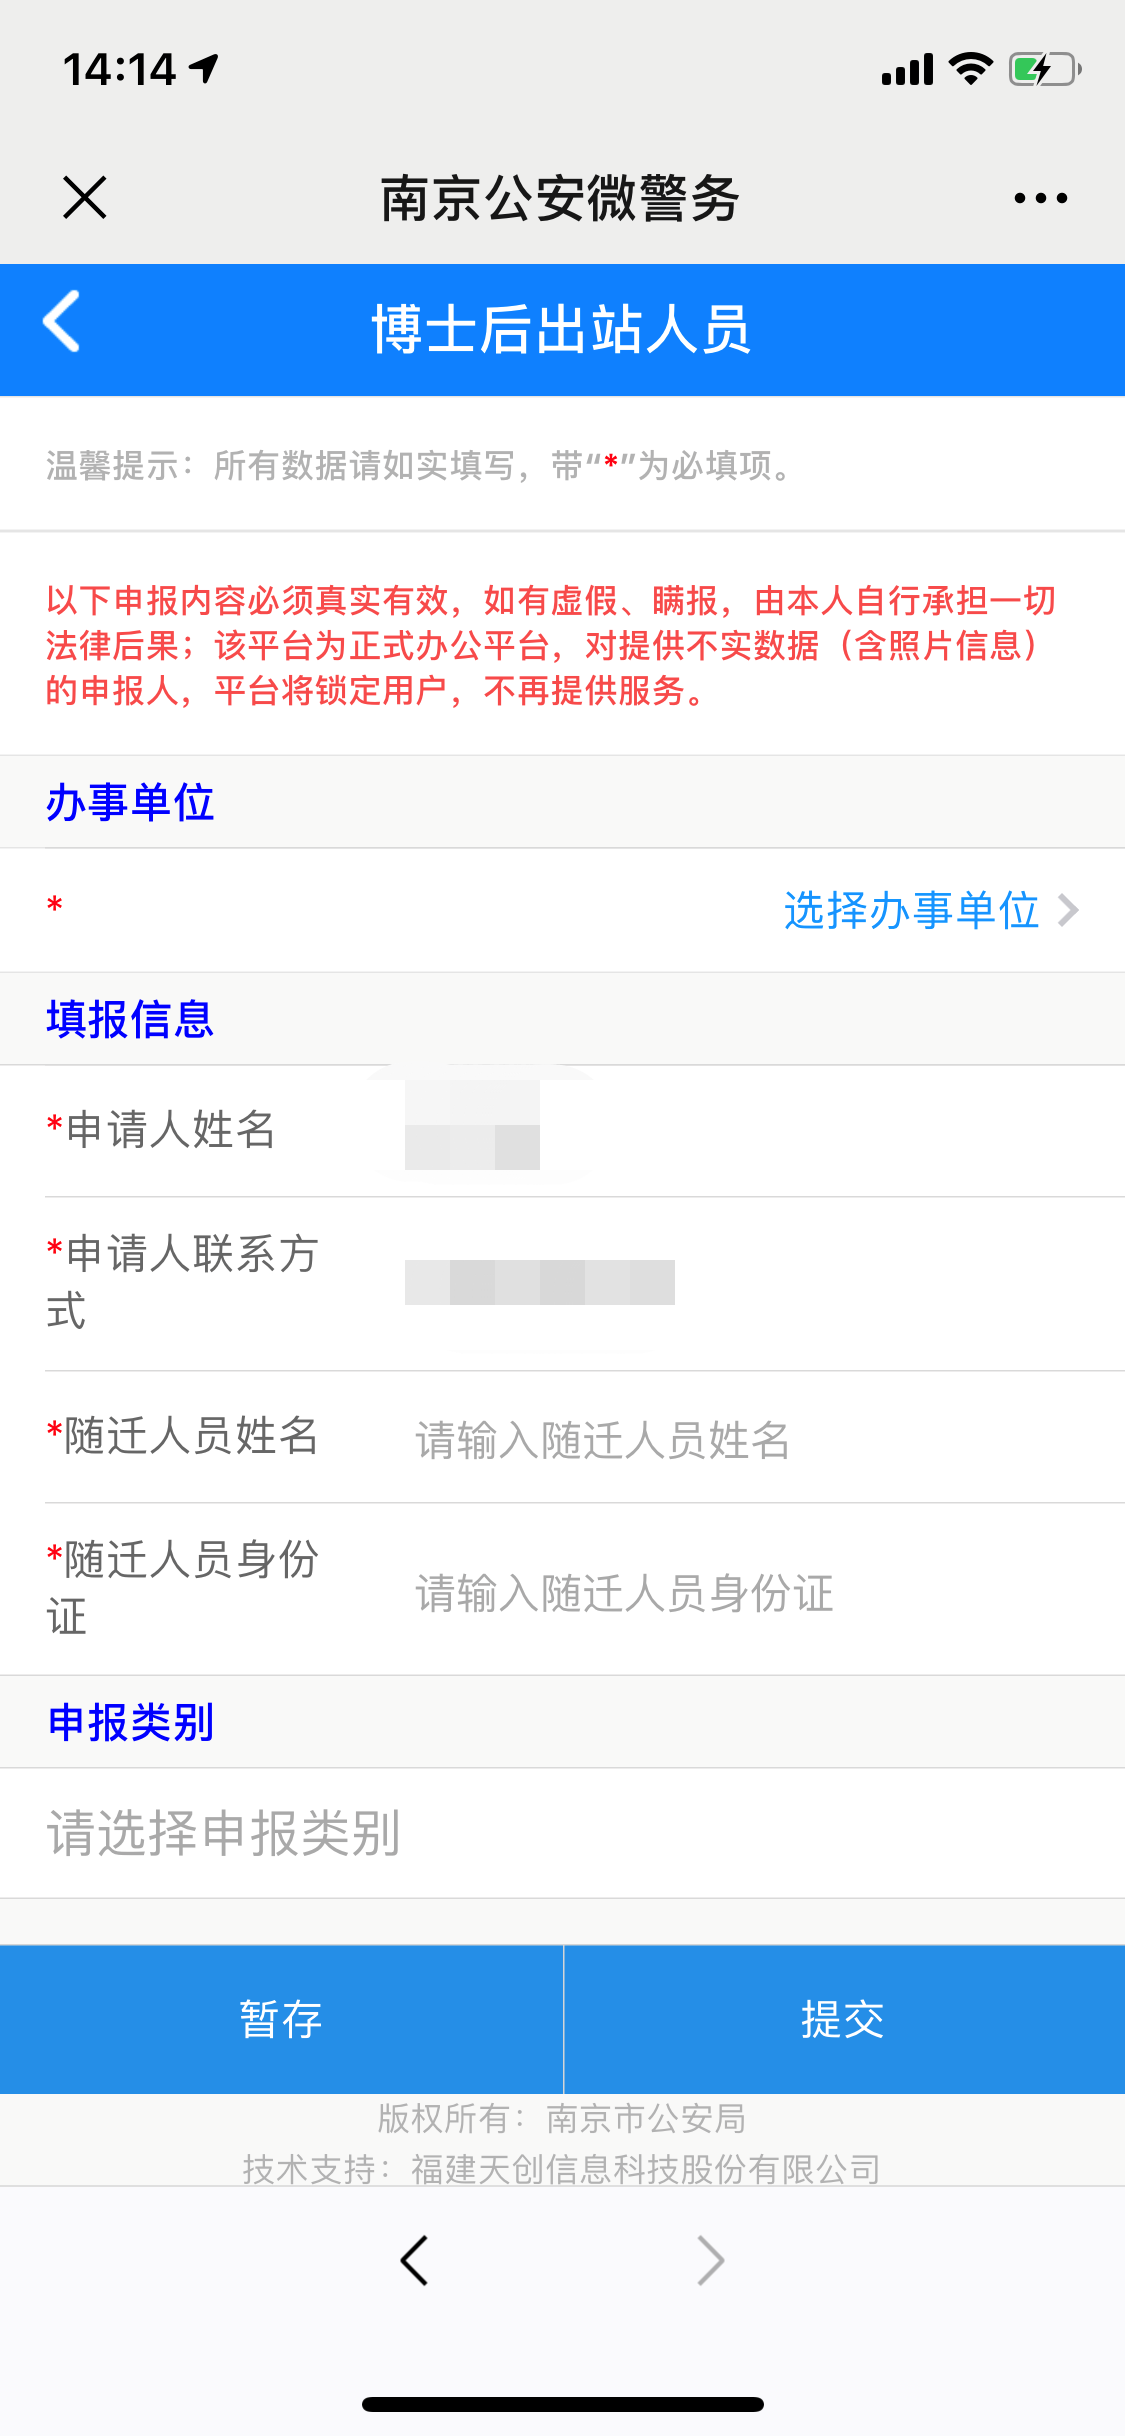 14:14
南京公安微警务
博士后出站人员
温馨提示：所有数据请如实填写，带“*”为必填项。
以下申报内容必须真实有效，如有虚假、瞒报，由本人自行承担一切
法律后果；该平台为正式办公平台，对提供不实数据（含照片信息）
的申报人，平台将锁定用户，不再提供服务。
办事单位
* 选择办事单位
填报信息
*申请人姓名
*申请人联系方
式
*随迁人员姓名 请输入随迁人员姓名
*随迁人员身份
证 请输入随迁人员身份证
申报类别
请选择申报类别
暂存 提交
版权所有：南京市公安局
技术支持：福建天创信息科技股份有限公司